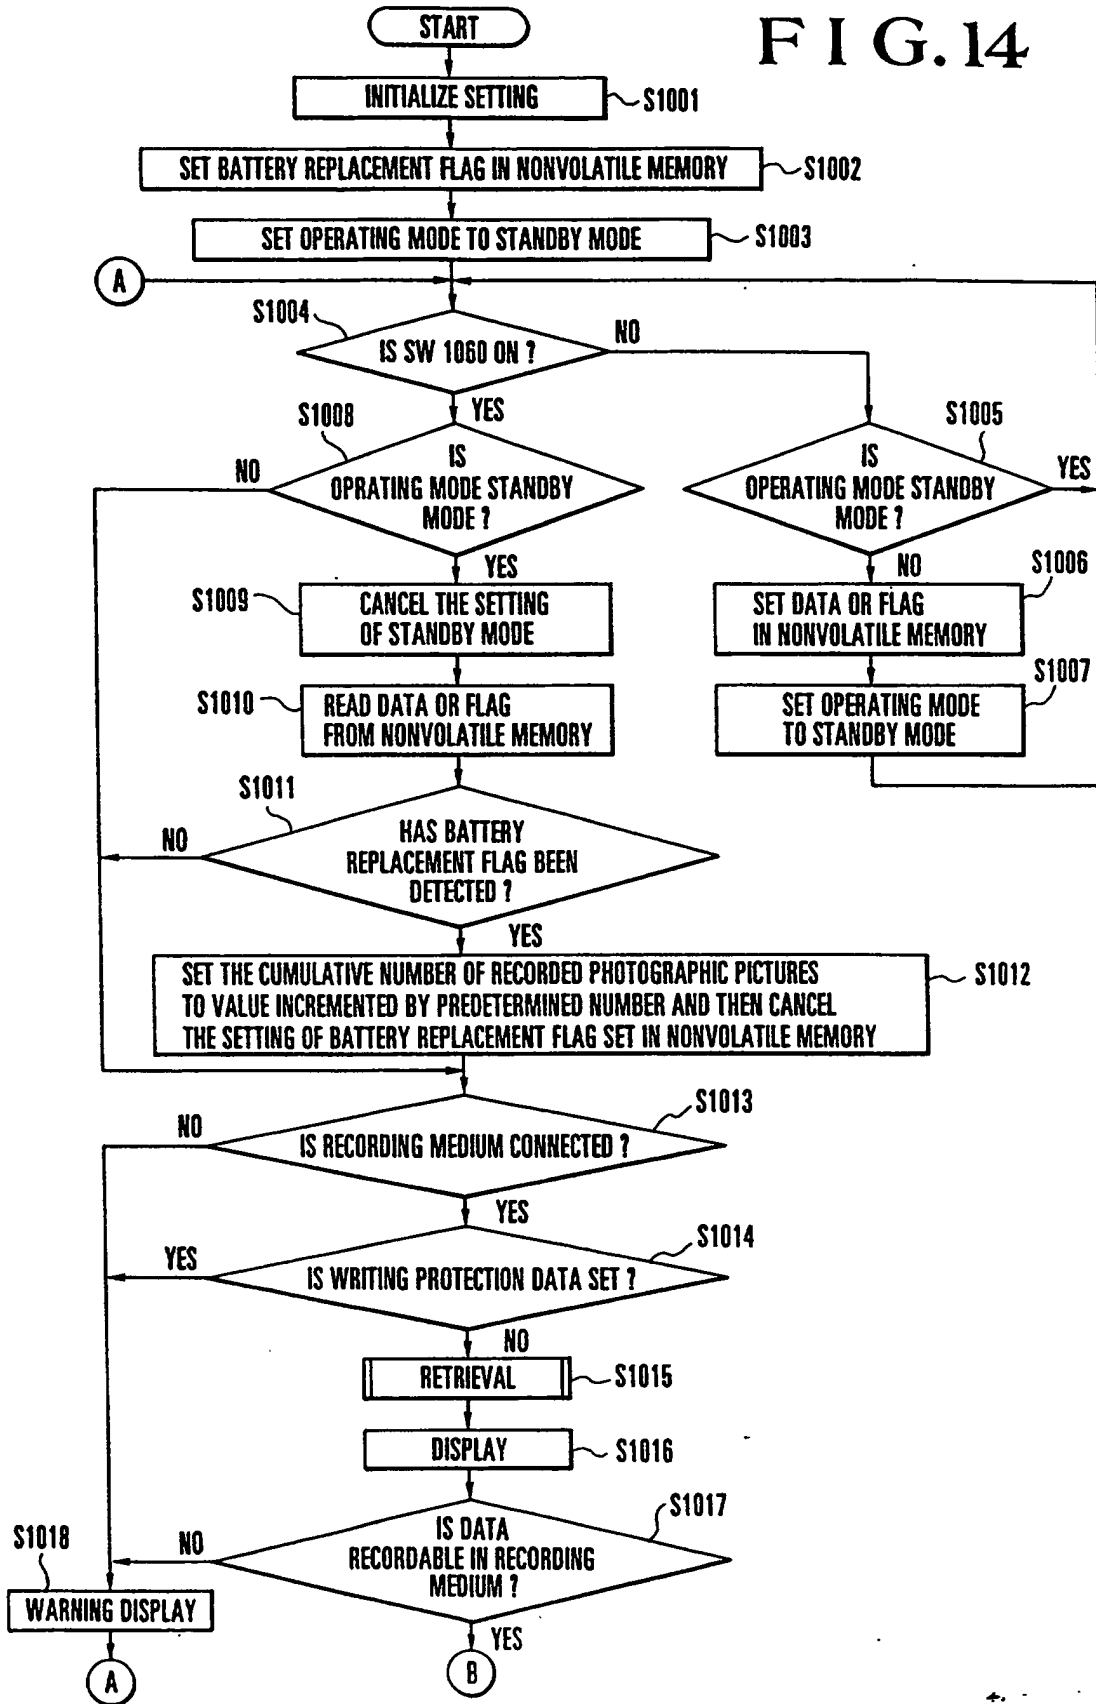 START
FIG.14
INITIALIZE SETTING
S1001
SET BATTERY REPLACEMENT FLAG IN NONVOLATILE MEMORY
S1002
SET OPERATING MODE TO STANDBY MODE
S1003
A
S1004
IS SW 1060 ON ?
NO
YES
S1008
NO
IS
OPRATING MODE STANDBY
MODE ?
YES
S1005
IS
OPERATING MODE STANDBY
MODE ?
YES
NO
S1009
CANCEL THE SETTING
OF STANDBY MODE
S1006
SET DATA OR FLAG
IN NONVOLATILE MEMORY
S1010
READ DATA OR FLAG
FROM NONVOLATILE MEMORY
S1007
SET OPERATING MODE
TO STANDBY MODE
S1011
NO
HAS BATTERY
REPLACEMENT FLAG BEEN
DETECTED ?
YES
SET THE CUMULATIVE NUMBER OF RECORDED PHOTOGRAPHIC PICTURES
TO VALUE INCREMENTED BY PREDETERMINED NUMBER AND THEN CANCEL
THE SETTING OF BATTERY REPLACEMENT FLAG SET IN NONVOLATILE MEMORY
S1012
S1013
NO
IS RECORDING MEDIUM CONNECTED ?
YES
S1014
YES
IS WRITING PROTECTION DATA SET ?
NO
RETRIEVAL
S1015
DISPLAY
S1016
S1017
NO
IS DATA
RECORDABLE IN RECORDING
MEDIUM ?
YES
S1018
WARNING DISPLAY
A
B